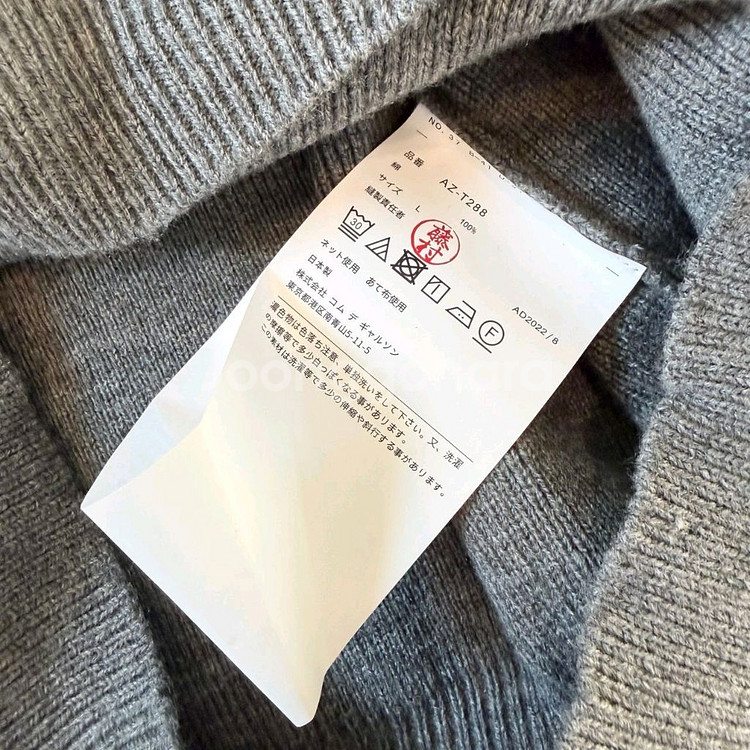 品番 AZ-T288
綿 100%
サイズ L
縫製責任者 藤村
30
F
ネット使用 あて布使用
日本製 AD2022/8
株式会社 コム デ ギャルソン
東京都港区南青山5-11-5
濃色物は色落ち注意、単独洗いをして下さい。又、洗濯
の摩擦等で多少白っぽくなる事があります。
この素材は洗濯等で多少の伸縮や斜行する事があります。